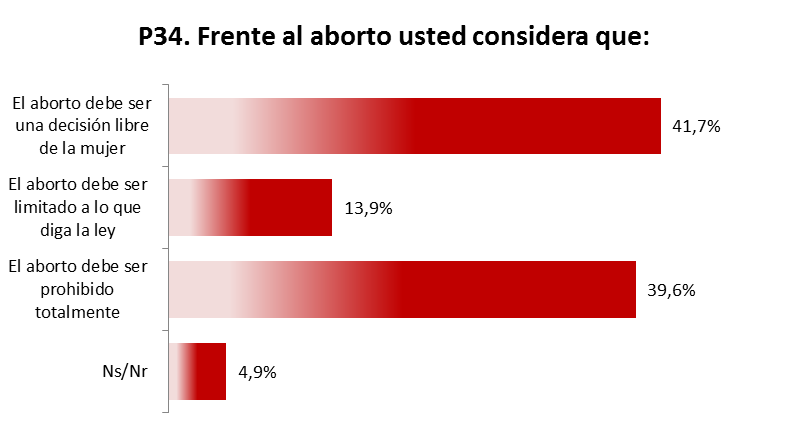 P34. Frente al aborto usted considera que:
El aborto debe ser
una decisión libre
de la mujer
41,7%
El aborto debe ser
limitado a lo que
diga la ley
13,9%
El aborto debe ser
prohibido
totalmente
39,6%
Ns/Nr
4,9%